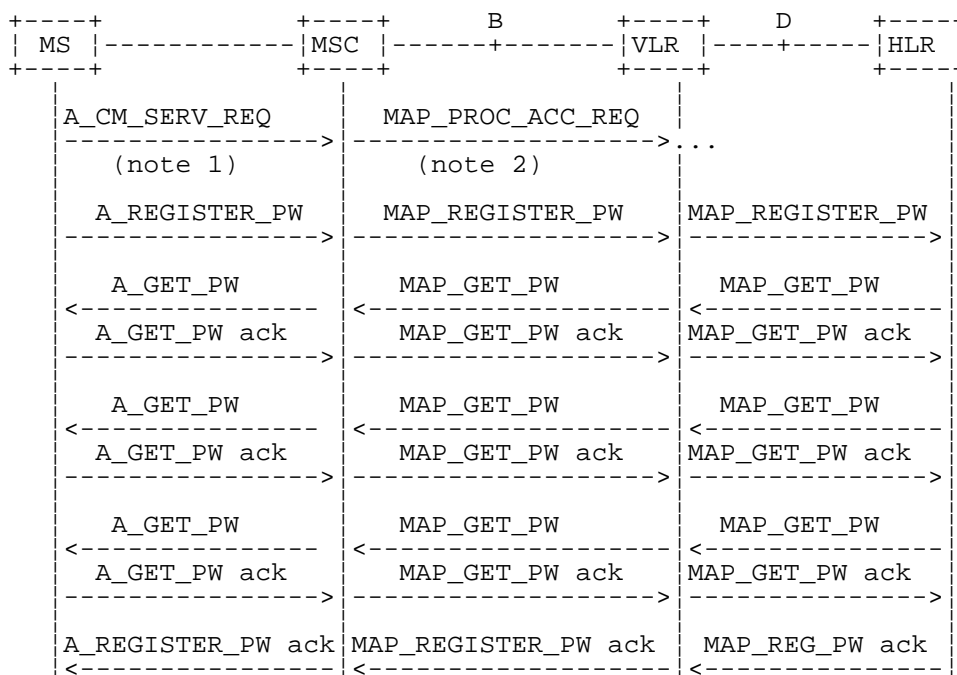 B D
MS MSC VLR HLR
A_CM_SERV_REQ MAP_PROC_ACC_REQ
...
(note 1) (note 2)
A_REGISTER_PW MAP_REGISTER_PW MAP_REGISTER_PW
A_GET_PW MAP_GET_PW MAP_GET_PW
A_GET_PW ack MAP_GET_PW ack MAP_GET_PW ack
A_GET_PW MAP_GET_PW MAP_GET_PW
A_GET_PW ack MAP_GET_PW ack MAP_GET_PW ack
A_GET_PW MAP_GET_PW MAP_GET_PW
A_GET_PW ack MAP_GET_PW ack MAP_GET_PW ack
A_REGISTER_PW ack MAP_REGISTER_PW ack MAP_REG_PW ack